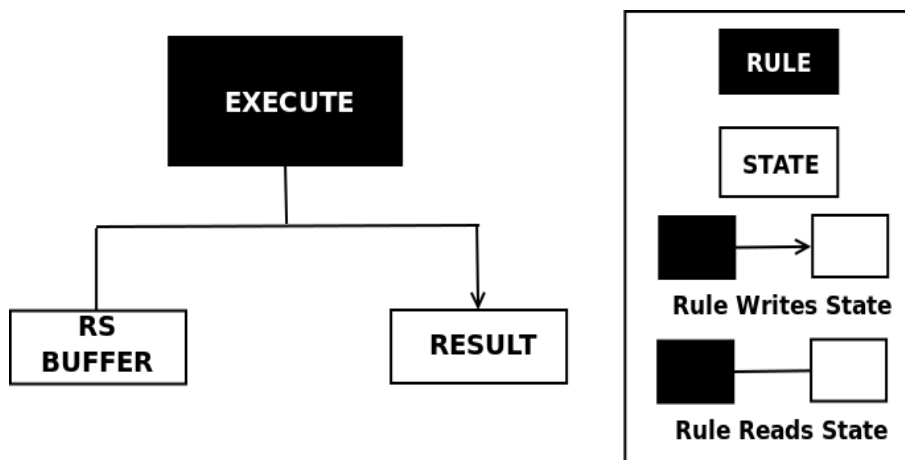 EXECUTE
RS
BUFFER
RESULT
RULE
STATE
Rule Writes State
Rule Reads State